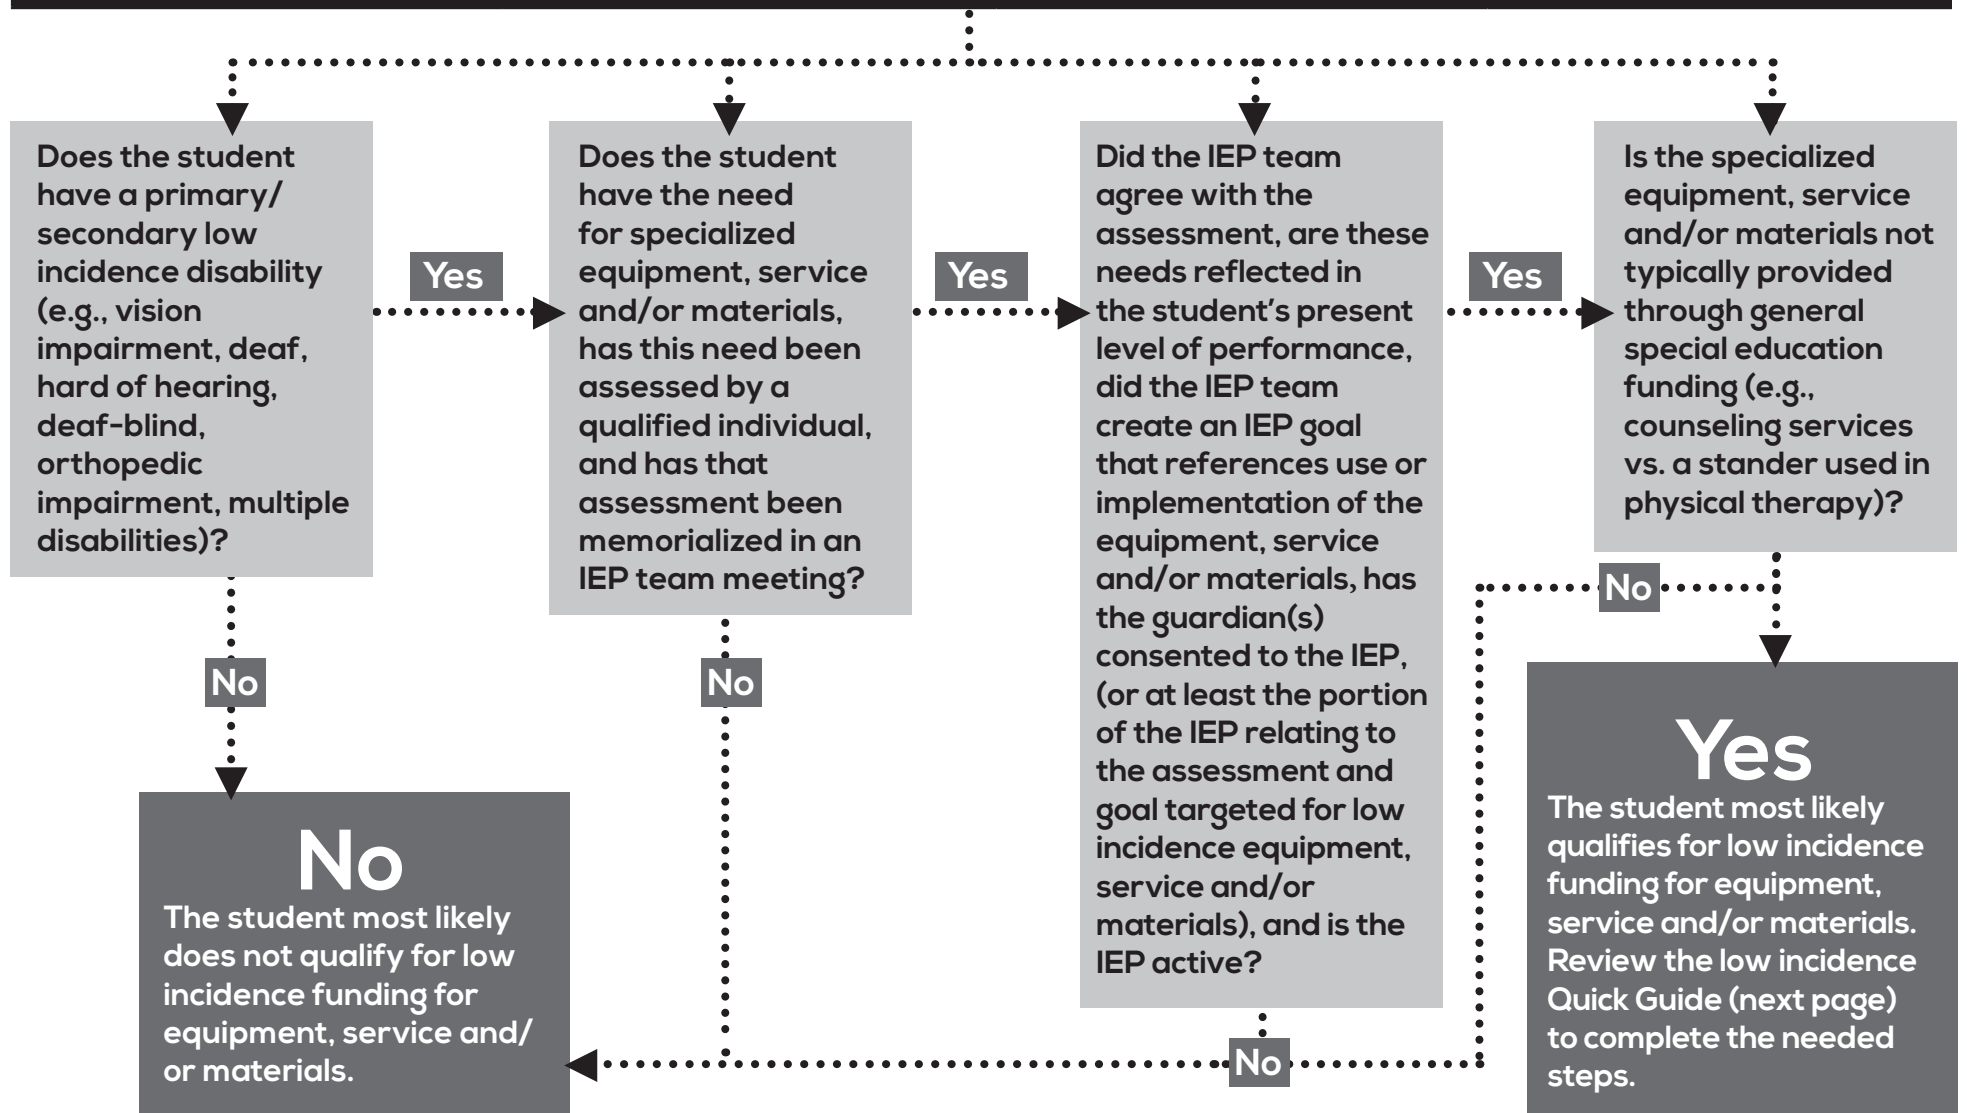 Does the student
have a primary/
secondary low
incidence disability
(e.g., vision
impairment, deaf,
hard of hearing,
deaf-blind,
orthopedic
impairment, multiple
disabilities)?
Yes
Does the student
have the need
for specialized
equipment, service
and/or materials,
has this need been
assessed by a
qualified individual,
and has that
assessment been
memorialized in an
IEP team meeting?
Yes
Did the IEP team
agree with the
assessment, are these
needs reflected in
the student's present
level of performance,
did the IEP team
create an IEP goal
that references use or
implementation of the
equipment, service
and/or materials, has
the guardian(s)
consented to the IEP,
(or at least the portion
of the IEP relating to
the assessment and
goal targeted for low
incidence equipment,
service and/or
materials), and is the
IEP active?
Yes
Is the specialized
equipment, service
and/or materials not
typically provided
through general
special education
funding (e.g.,
counseling services
vs. a stander used in
physical therapy)?
No
No
No
No
No
The student most likely
does not qualify for low
incidence funding for
equipment, service and/
or materials.
Yes
The student most likely
qualifies for low incidence
funding for equipment,
service and/or materials.
Review the low incidence
Quick Guide (next page)
to complete the needed
steps.